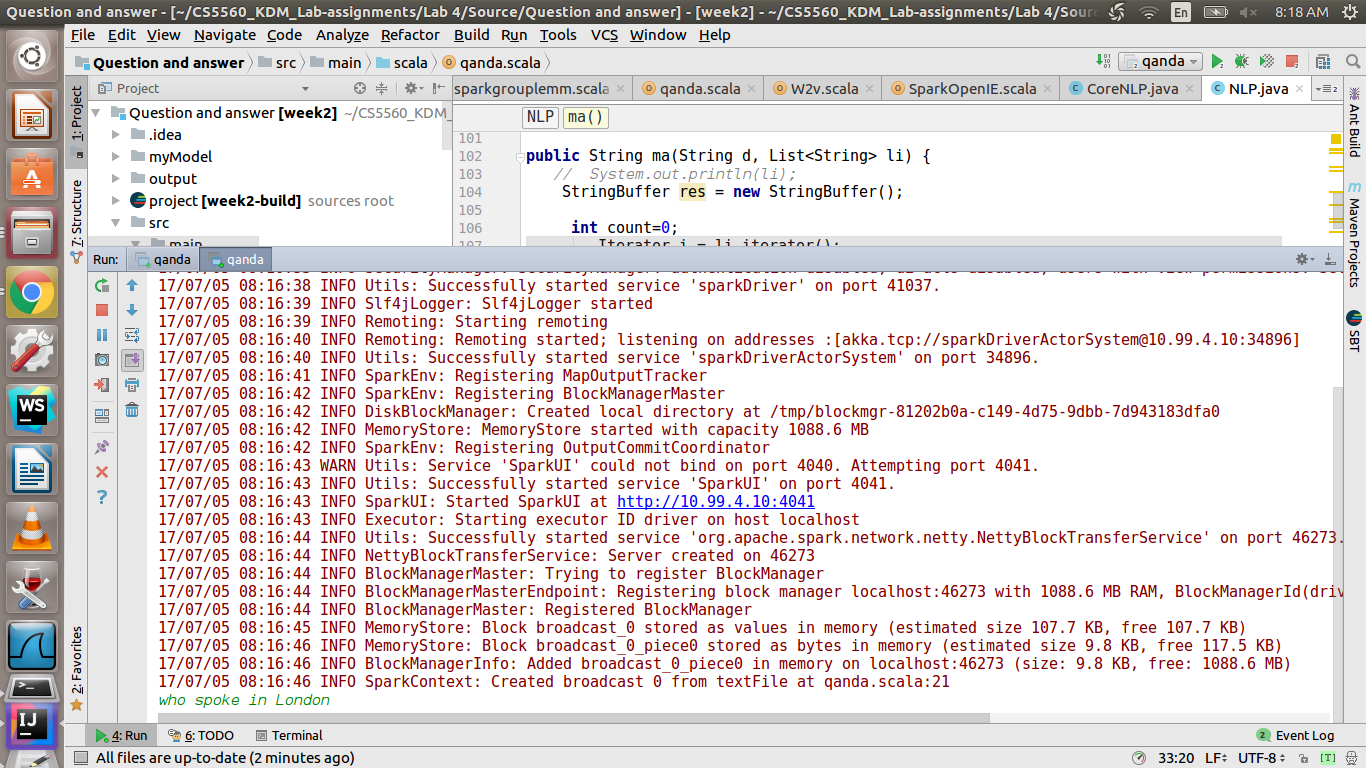 Question and answer - [~/CS5560_KDM_Lab-assignments/Lab 4/Source/Question and answer] - [week2] - ~/CS5560_KDM_Lab-assignments/Lab 4/Sour
En
8:18 AM
File Edit View Navigate Code Analyze Refactor Build Run Tools VCS Window Help
Question and answer src main scala qanda.scala
qanda
Project
sparkgrouplemm.scala qanda.scala W2v.scala SparkOpenIE.scala CoreNLP.java NLP.java
1: Project
7: Structure
2: Favorites
Question and answer [week2] ~/CS5560_KDM_
.idea
myModel
output
project [week2-build] sources root
src
main
NLP ma()
101
102 public String ma(String d, List<String> li) {
103 // System.out.println(li);
104 StringBuffer res = new StringBuffer();
105
106 int count=0;
107 Iterator i = li.iterator();
Ant Build
Maven Projects
SBT
Run: qanda qanda
17/07/05 08:16:38 INFO Utils: Successfully started service 'sparkDriver' on port 41037.
17/07/05 08:16:39 INFO Slf4jLogger: Slf4jLogger started
17/07/05 08:16:39 INFO Remoting: Starting remoting
17/07/05 08:16:40 INFO Remoting: Remoting started; listening on addresses :[akka.tcp://sparkDriverActorSystem@10.99.4.10:34896]
17/07/05 08:16:40 INFO Utils: Successfully started service 'sparkDriverActorSystem' on port 34896.
17/07/05 08:16:41 INFO SparkEnv: Registering MapOutputTracker
17/07/05 08:16:42 INFO SparkEnv: Registering BlockManagerMaster
17/07/05 08:16:42 INFO DiskBlockManager: Created local directory at /tmp/blockmgr-81202b0a-c149-4d75-9dbb-7d943183dfa0
17/07/05 08:16:42 INFO MemoryStore: MemoryStore started with capacity 1088.6 MB
17/07/05 08:16:42 INFO SparkEnv: Registering OutputCommitCoordinator
17/07/05 08:16:43 WARN Utils: Service 'SparkUI' could not bind on port 4040. Attempting port 4041.
17/07/05 08:16:43 INFO Utils: Successfully started service 'SparkUI' on port 4041.
17/07/05 08:16:43 INFO SparkUI: Started SparkUI at http://10.99.4.10:4041
17/07/05 08:16:43 INFO Executor: Starting executor ID driver on host localhost
17/07/05 08:16:44 INFO Utils: Successfully started service 'org.apache.spark.network.netty.NettyBlockTransferService' on port 46273.
17/07/05 08:16:44 INFO NettyBlockTransferService: Server created on 46273
17/07/05 08:16:44 INFO BlockManagerMaster: Trying to register BlockManager
17/07/05 08:16:44 INFO BlockManagerMasterEndpoint: Registering block manager localhost:46273 with 1088.6 MB RAM, BlockManagerId(driv
17/07/05 08:16:44 INFO BlockManagerMaster: Registered BlockManager
17/07/05 08:16:45 INFO MemoryStore: Block broadcast_0 stored as values in memory (estimated size 107.7 KB, free 107.7 KB)
17/07/05 08:16:46 INFO MemoryStore: Block broadcast_0_piece0 stored as bytes in memory (estimated size 9.8 KB, free 117.5 KB)
17/07/05 08:16:46 INFO BlockManagerInfo: Added broadcast_0_piece0 in memory on localhost:46273 (size: 9.8 KB, free: 1088.6 MB)
17/07/05 08:16:46 INFO SparkContext: Created broadcast 0 from textFile at qanda.scala:21
who spoke in London
4: Run 6: TODO Terminal
2 Event Log
All files are up-to-date (2 minutes ago)
33:20 LF UTF-8 [T]
WS
IJ